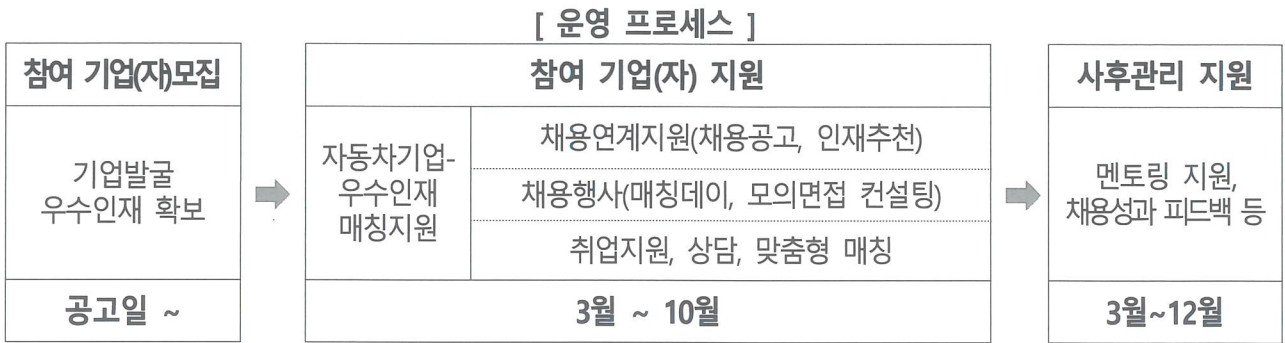 [ 운영 프로세스 ]
참여 기업(자)모집
기업발굴
우수인재 확보
공고일 ~
참여 기업(자) 지원
자동차기업-
우수인재
매칭지원
채용연계지원(채용공고, 인재추천)
채용행사(매칭데이, 모의면접 컨설팅)
취업지원, 상담, 맞춤형 매칭
3월 ~ 10월
사후관리 지원
멘토링 지원,
채용성과 피드백 등
3월~12월